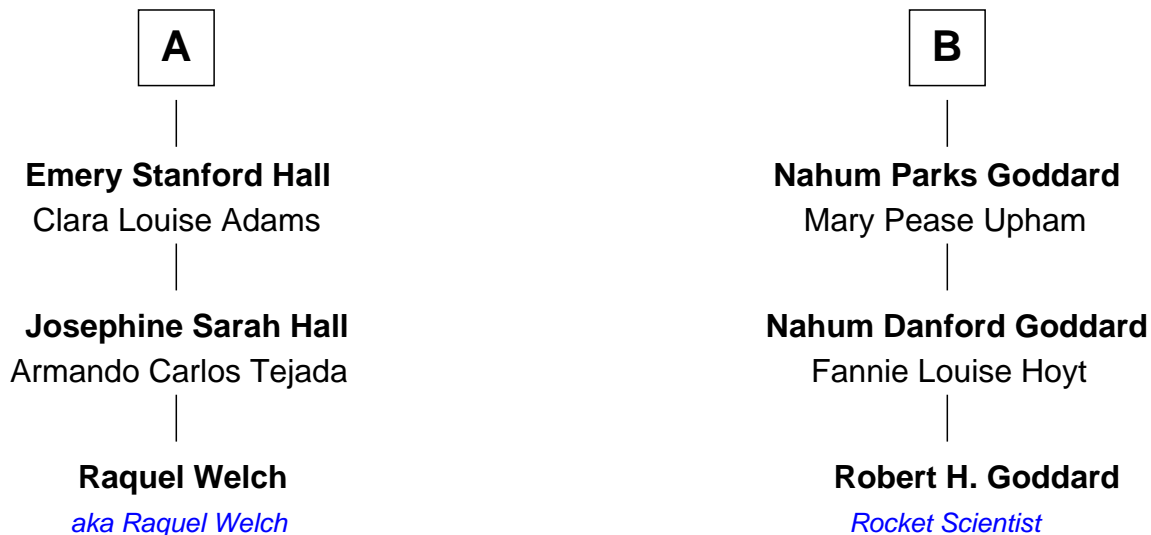 A
Emery Stanford Hall
Clara Louise Adams
Josephine Sarah Hall
Armando Carlos Tejada
Raquel Welch
aka Raquel Welch
B
Nahum Parks Goddard
Mary Pease Upham
Nahum Danford Goddard
Fannie Louise Hoyt
Robert H. Goddard
Rocket Scientist